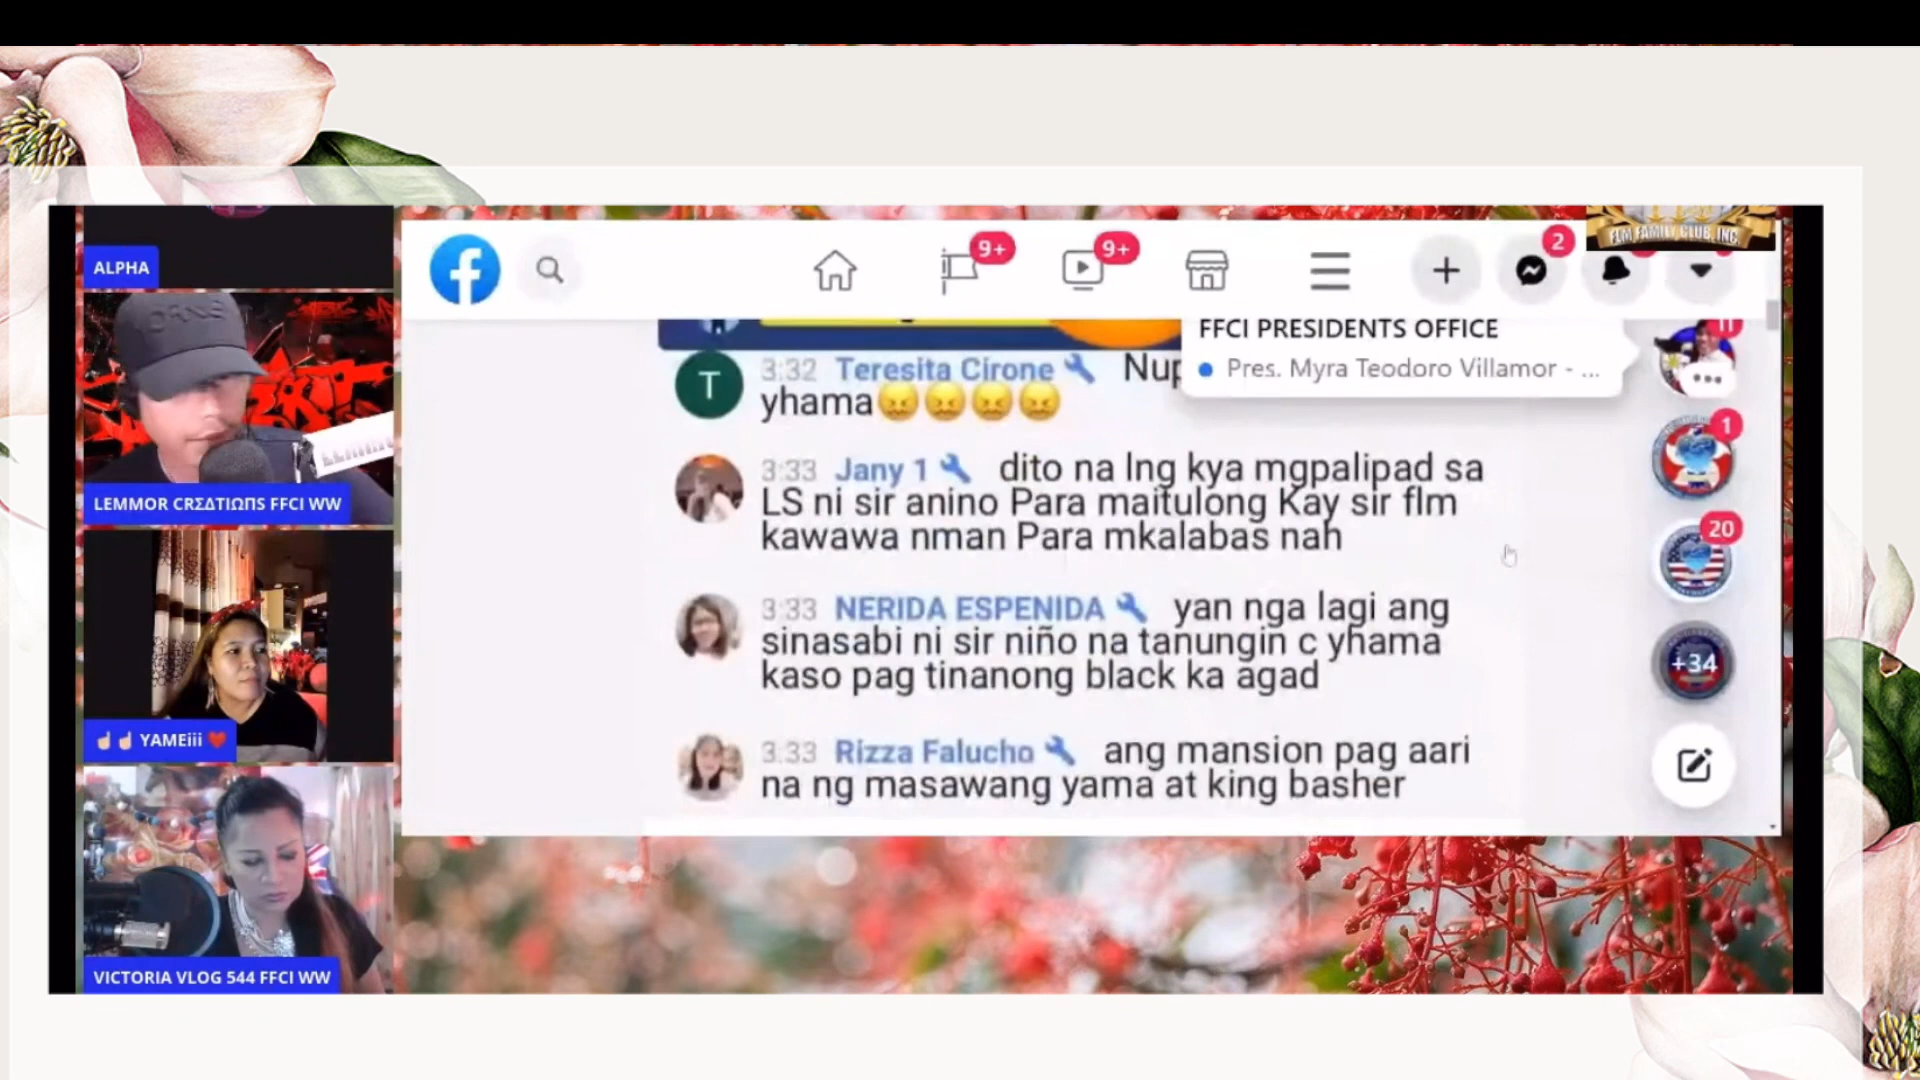 ALPHA
LEMMOR CRΣΔTIΩΠS FFCI WW
☝🏻☝🏻 YAMEiii ❤️
VICTORIA VLOG 544 FFCI WW
9+
9+
2
FLM FAMILY CLUB, INC.
FFCI PRESIDENTS OFFICE
Pres. Myra Teodoro Villamor - ...
11
1
20
+34
T
3:32 Teresita Cirone
yhama😖😖😖😖
3:33 Jany 1 dito na lng kya mgpalipad sa
LS ni sir anino Para maitulong Kay sir flm
kawawa nman Para mkalabas nah
3:33 NERIDA ESPENIDA yan nga lagi ang
sinasabi ni sir niño na tanungin c yhama
kaso pag tinanong black ka agad
3:33 Rizza Falucho ang mansion pag aari
na ng masawang yama at king basher